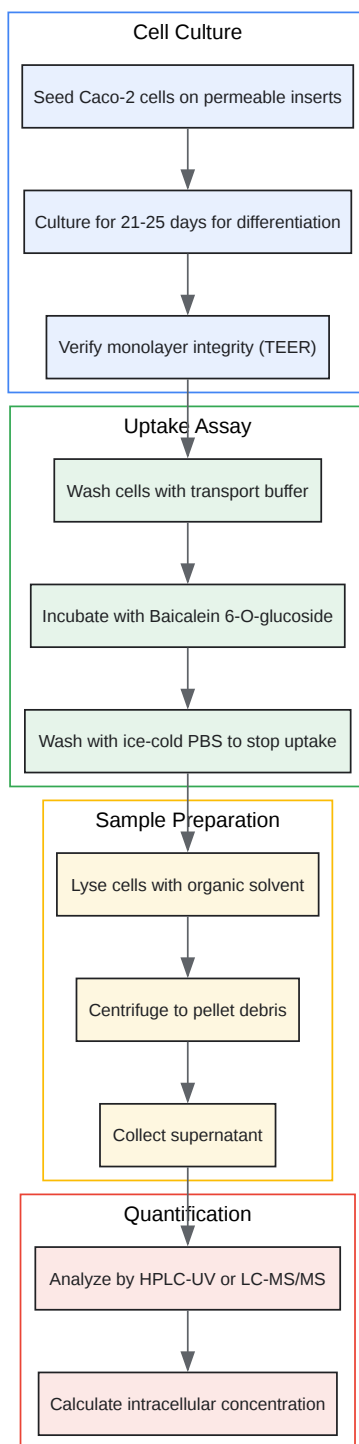 Cell Culture
Seed Caco-2 cells on permeable inserts
Culture for 21-25 days for differentiation
Verify monolayer integrity (TEER)
Uptake Assay
Wash cells with transport buffer
Incubate with Baicalein 6-O-glucoside
Wash with ice-cold PBS to stop uptake
Sample Preparation
Lyse cells with organic solvent
Centrifuge to pellet debris
Collect supernatant
Quantification
Analyze by HPLC-UV or LC-MS/MS
Calculate intracellular concentration